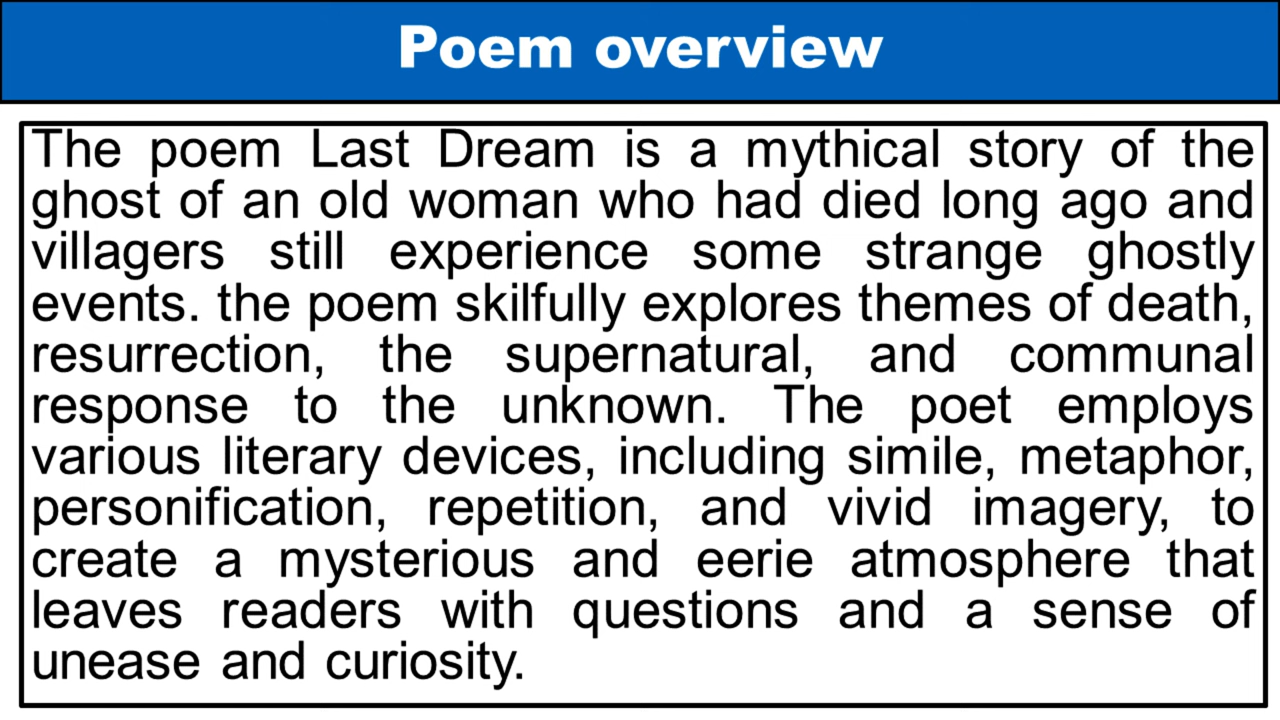 Poem overview
The poem Last Dream is a mythical story of the
ghost of an old woman who had died long ago and
villagers still experience some strange ghostly
events. the poem skilfully explores themes of death,
resurrection, the supernatural, and communal
response to the unknown. The poet employs
various literary devices, including simile, metaphor,
personification, repetition, and vivid imagery, to
create a mysterious and eerie atmosphere that
leaves readers with questions and a sense of
unease and curiosity.